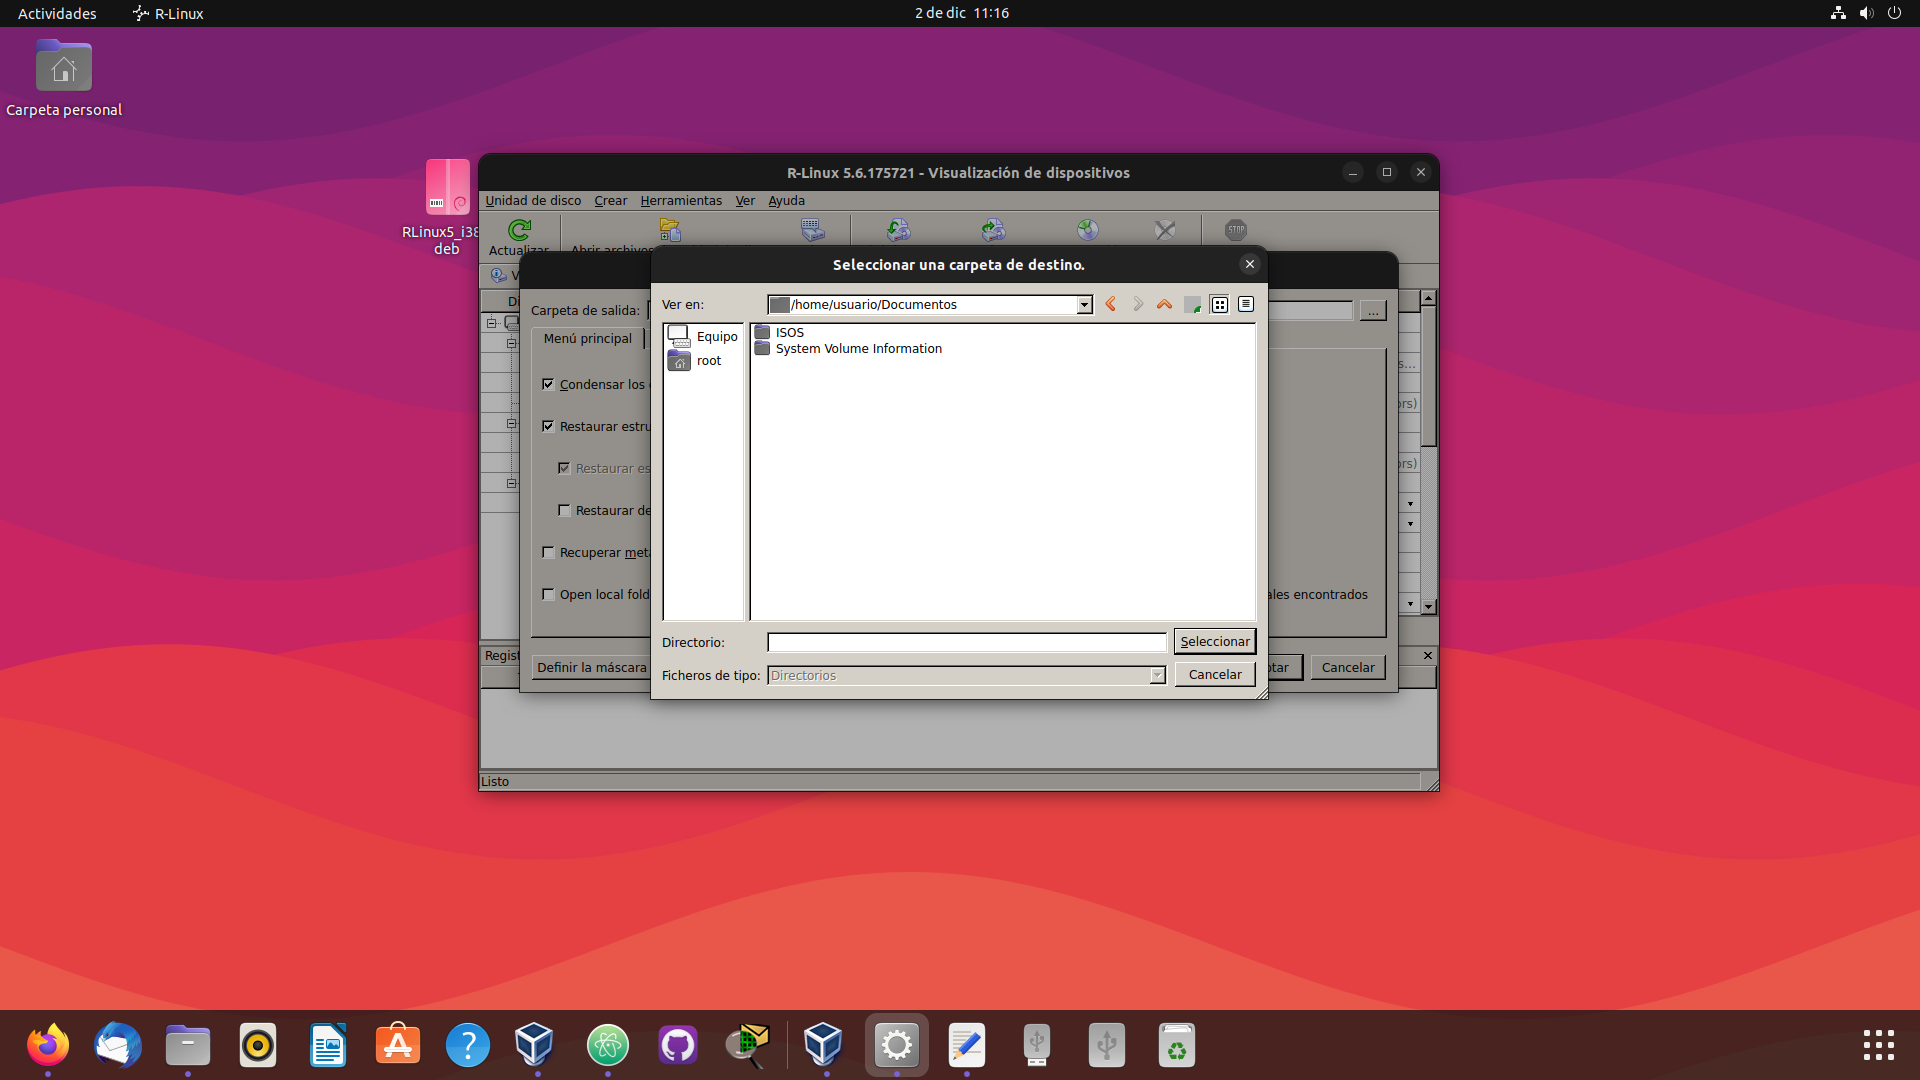 Actividades
R-Linux
2 de dic 11:16
Carpeta personal
RLinux5_i38
deb
R-Linux 5.6.175721 - Visualización de dispositivos
Unidad de disco Crear Herramientas Ver Ayuda
Actualizar
Abrir archivos
STOP
Seleccionar una carpeta de destino.
Ver en: /home/usuario/Documentos
Equipo
root
ISOS
System Volume Information
Directorio:
Seleccionar
Ficheros de tipo: Directorios
Cancelar
Carpeta de salida:
...
Menú principal
Condensar los
Restaurar estru
Restaurar es
Restaurar de
Recuperar meta
Open local fold
ales encontrados
Definir la máscara
otar
Cancelar
s...
ors)
ors)
Regist
Listo